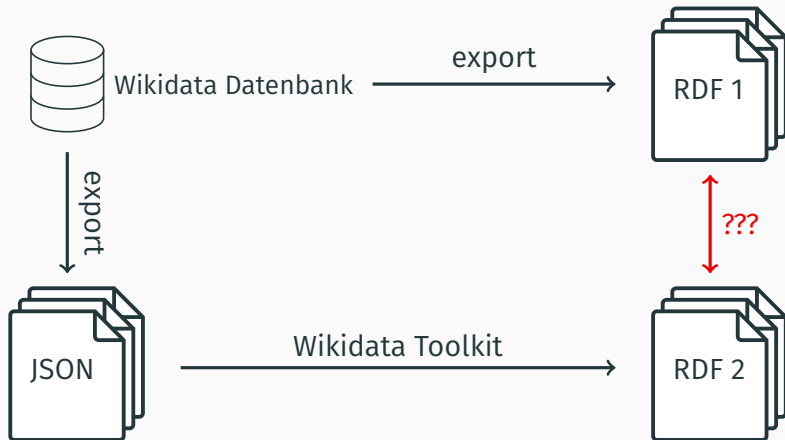 export
Wikidata Datenbank
RDF 1
export
???
Wikidata Toolkit
JSON
RDF 2